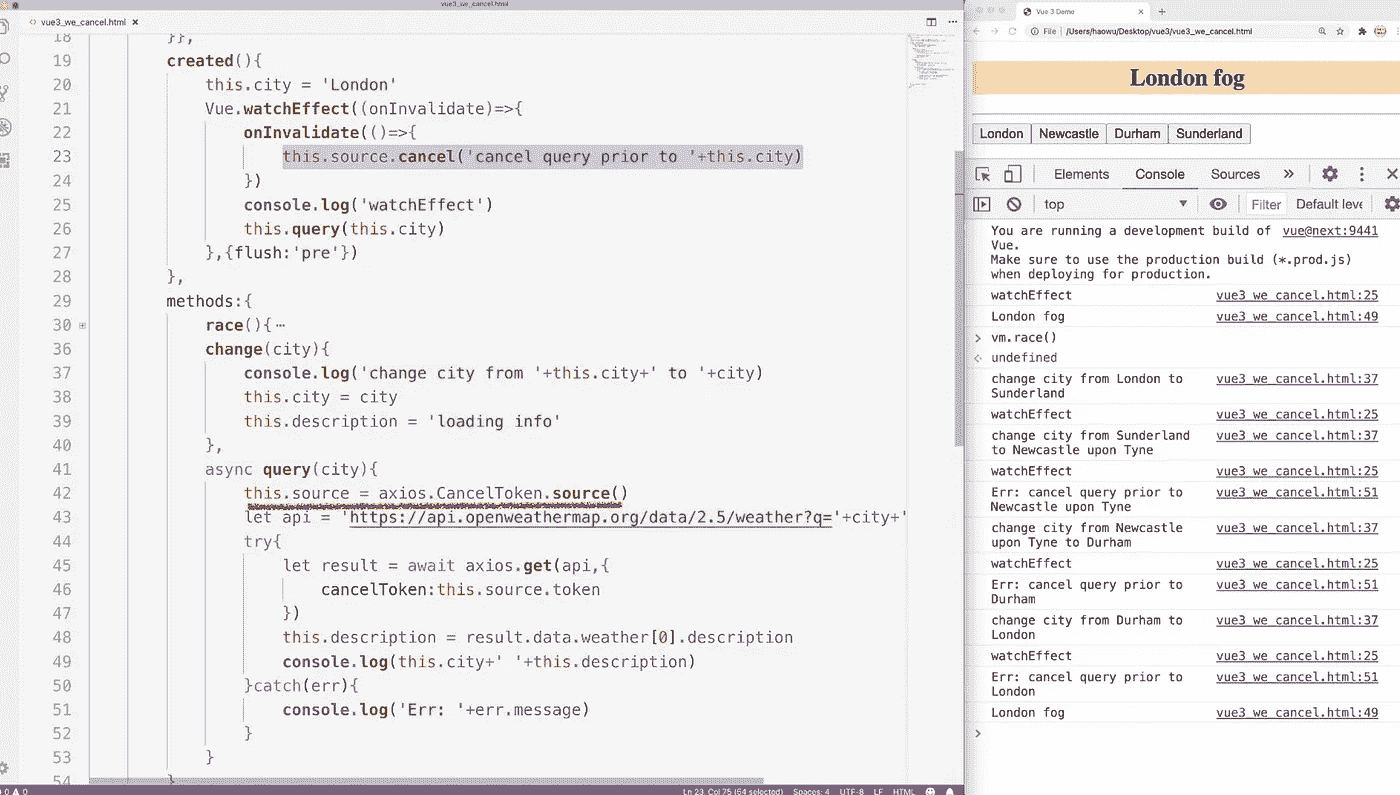 vue3_we_cancel.html
vue3_we_cancel.html
18 }},
19 created(){
20 this.city = 'London'
21 Vue.watchEffect((onInvalidate)=>{
22 onInvalidate(()=>{
23 this.source.cancel('cancel query prior to '+this.city)
24 })
25 console.log('watchEffect')
26 this.query(this.city)
27 },{flush:'pre'})
28 },
29 methods:{
30 race(){⋯
36 change(city){
37 console.log('change city from '+this.city+' to '+city)
38 this.city = city
39 this.description = 'loading info'
40 },
41 async query(city){
42 this.source = axios.CancelToken.source()
43 let api = 'https://api.openweathermap.org/data/2.5/weather?q='+city+'
44 try{
45 let result = await axios.get(api,{
46 cancelToken:this.source.token
47 })
48 this.description = result.data.weather[0].description
49 console.log(this.city+' '+this.description)
50 }catch(err){
51 console.log('Err: '+err.message)
52 }
53 }
54 }
0 0 Ln 23, Col 75 (64 selected) Spaces: 4 UTF-8 LF HTML
Vue 3 Demo
File | /Users/haowu/Desktop/vue3/vue3_we_cancel.html
London fog
London Newcastle Durham Sunderland
Elements Console Sources »
top Filter Default leve
You are running a development build of vue@next:9441
Vue.
Make sure to use the production build (*.prod.js)
when deploying for production.
watchEffect vue3_we_cancel.html:25
London fog vue3_we_cancel.html:49
> vm.race()
undefined
change city from London to vue3_we_cancel.html:37
Sunderland
watchEffect vue3_we_cancel.html:25
change city from Sunderland vue3_we_cancel.html:37
to Newcastle upon Tyne
watchEffect vue3_we_cancel.html:25
Err: cancel query prior to vue3_we_cancel.html:51
Newcastle upon Tyne
change city from Newcastle vue3_we_cancel.html:37
upon Tyne to Durham
watchEffect vue3_we_cancel.html:25
Err: cancel query prior to vue3_we_cancel.html:51
Durham
change city from Durham to vue3_we_cancel.html:37
London
watchEffect vue3_we_cancel.html:25
Err: cancel query prior to vue3_we_cancel.html:51
London
London fog vue3_we_cancel.html:49
>